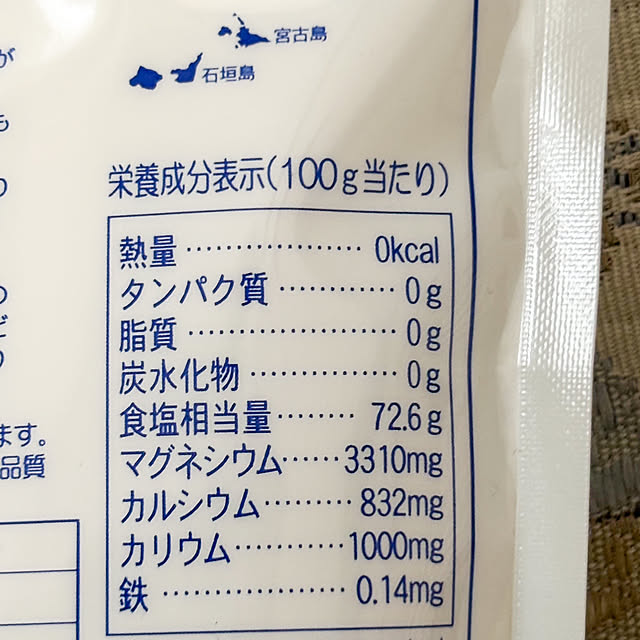 宮古島
石垣島
が
も
栄養成分表示(100g当たり)
熱量 ·················· 0kcal
タンパク質 ············ 0g
脂質 ····················· 0g
炭水化物 ··············· 0g
食塩相当量 ········ 72.6g
マグネシウム ······ 3310mg
カルシウム ········· 832mg
カリウム ··········· 1000mg
鉄 ·················· 0.14mg
ます。
品質